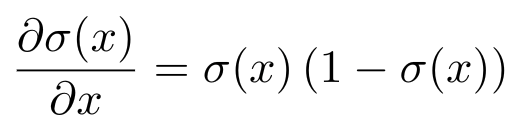 ∂σ(x)/∂x = σ(x) (1 − σ(x))